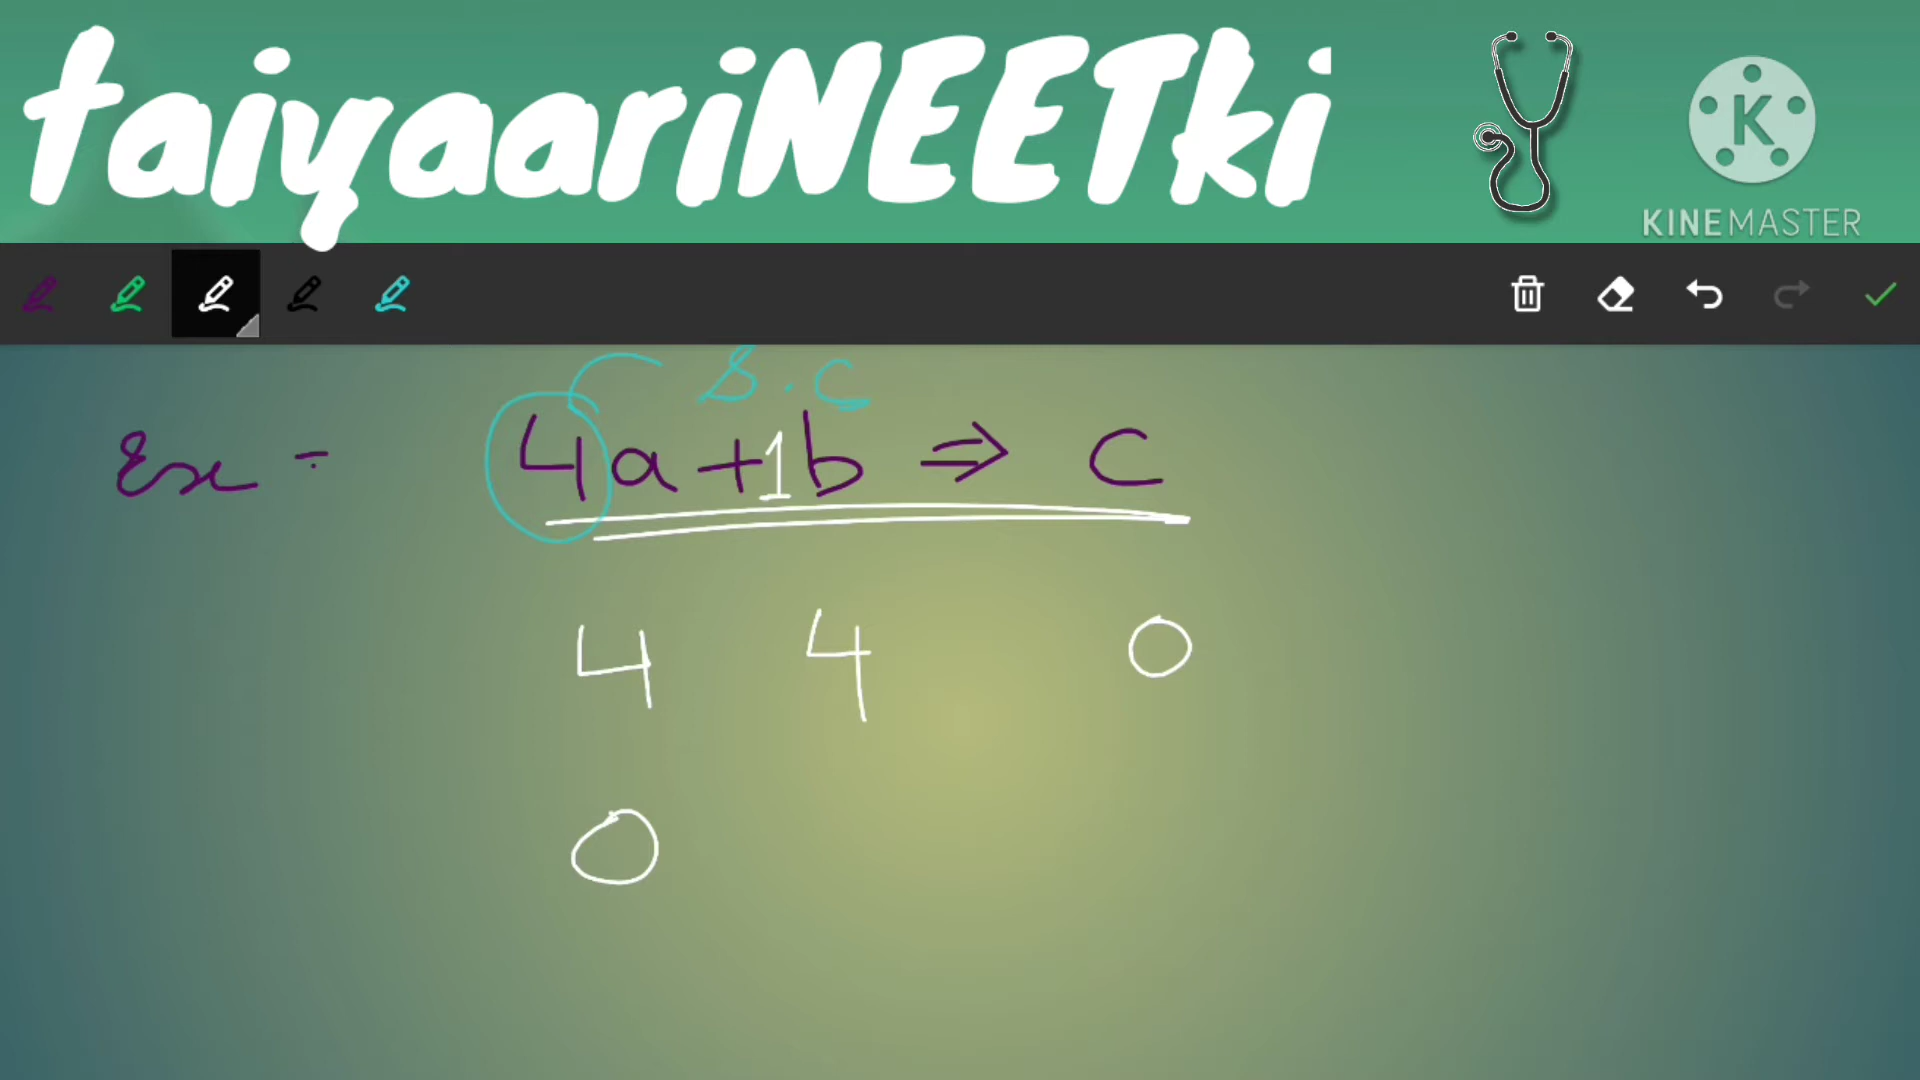 taiyaariNEETki
K
KINEMASTER
S.C
Ex = 4a+1b ⇒ c
4 4 0
0